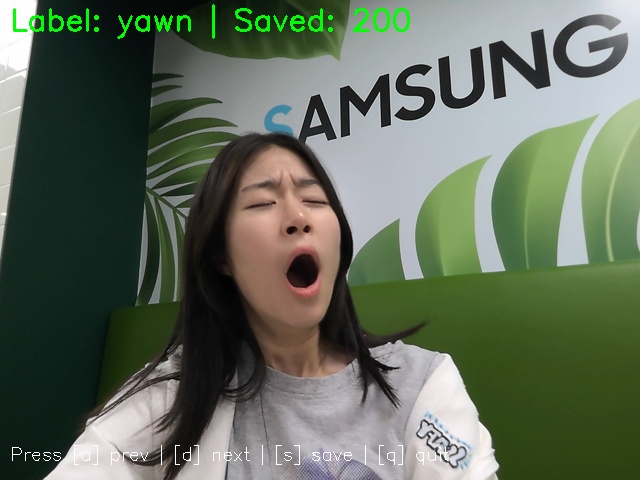 Label: yawn | Saved: 200
SAMSUNG
Press [a] prev | [d] next | [s] save | [q] quit